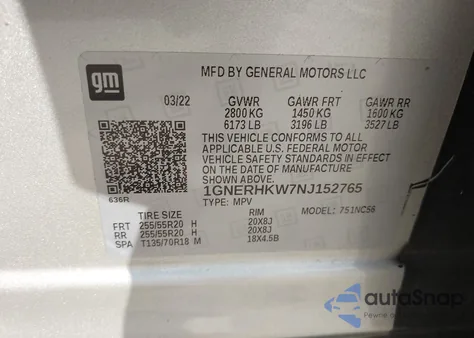 gm
MFD BY GENERAL MOTORS LLC
03/22 GVWR GAWR FRT GAWR RR
2800 KG 1450 KG 1600 KG
6173 LB 3196 LB 3527 LB
THIS VEHICLE CONFORMS TO ALL
APPLICABLE U.S. FEDERAL MOTOR
VEHICLE SAFETY STANDARDS IN EFFECT
ON THE DATE OF MANUFACTURE
SHOWN ABOVE.
1GNERHKW7NJ152765
636R TYPE: MPV MODEL: 751NC56
TIRE SIZE RIM
FRT 255/55R20 H 20X8J
RR 255/55R20 H 20X8J
SPA T135/70R18 M 18X4.5B
autoSnap